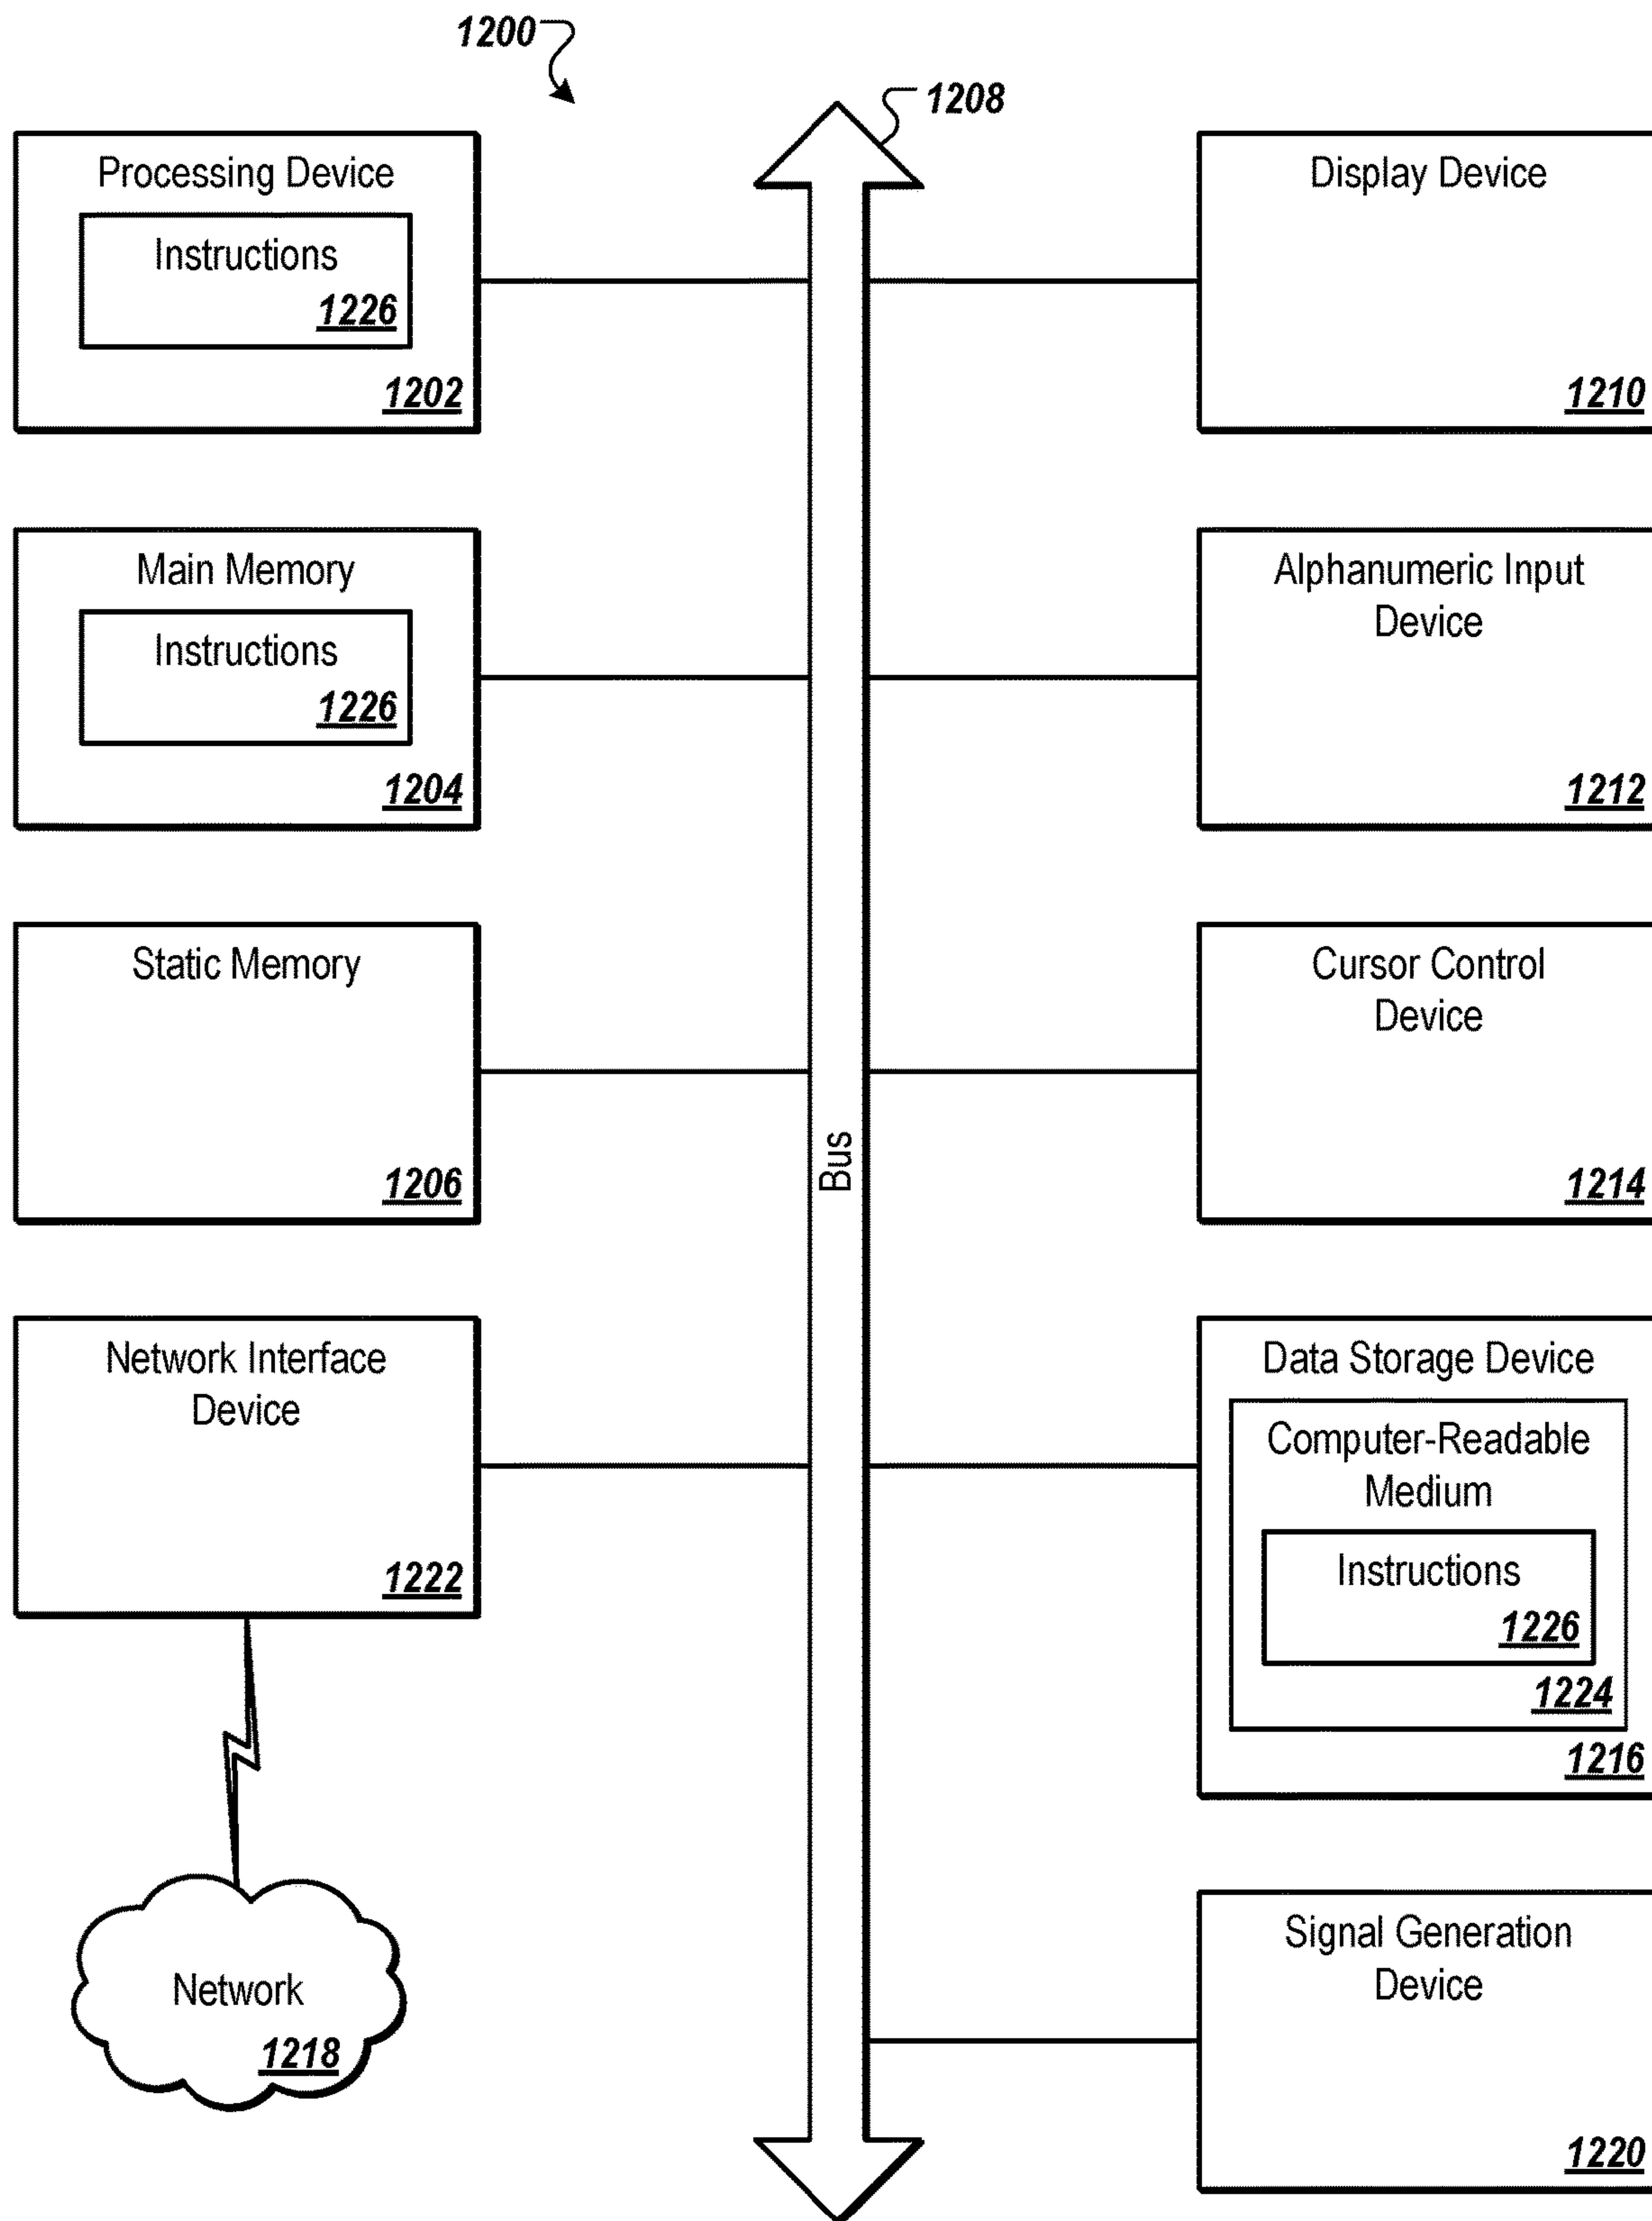 1200
1208
Processing Device
Instructions
1226
1202
Main Memory
Instructions
1226
1204
Static Memory
1206
Network Interface
Device
1222
Network
1218
Bus
Display Device
1210
Alphanumeric Input
Device
1212
Cursor Control
Device
1214
Data Storage Device
Computer-Readable
Medium
Instructions
1226
1224
1216
Signal Generation
Device
1220